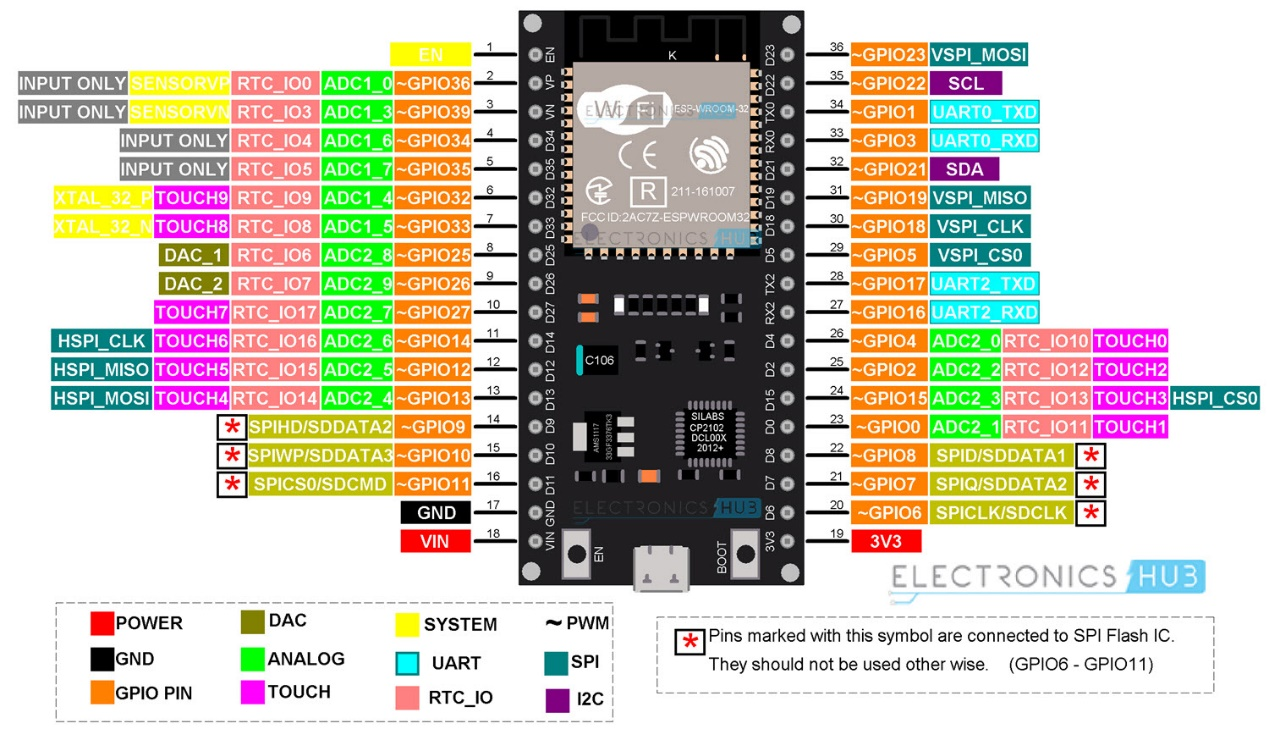 EN 1 EN K D23 36 ~GPIO23 VSPI_MOSI
INPUT ONLY SENSORVP RTC_IO0 ADC1_0 ~GPIO36 2 VP D22 35 ~GPIO22 SCL
INPUT ONLY SENSORVN RTC_IO3 ADC1_3 ~GPIO39 3 VN WiFi ELECTRONICS HUB ESP-WROOM-32 TX0 34 ~GPIO1 UART0_TXD
INPUT ONLY RTC_IO4 ADC1_6 ~GPIO34 4 D34 CE RX0 33 ~GPIO3 UART0_RXD
INPUT ONLY RTC_IO5 ADC1_7 ~GPIO35 5 D35 D21 32 ~GPIO21 SDA
XTAL_32_P TOUCH9 RTC_IO9 ADC1_4 ~GPIO32 6 D32 R 211-161007 D19 31 ~GPIO19 VSPI_MISO
XTAL_32_N TOUCH8 RTC_IO8 ADC1_5 ~GPIO33 7 D33 FCC ID:2AC7Z-ESPWROOM32 D18 30 ~GPIO18 VSPI_CLK
ELECTRONICS HUB
DAC_1 RTC_IO6 ADC2_8 ~GPIO25 8 D25 D5 29 ~GPIO5 VSPI_CS0
DAC_2 RTC_IO7 ADC2_9 ~GPIO26 9 D26 TX2 28 ~GPIO17 UART2_TXD
TOUCH7 RTC_IO17 ADC2_7 ~GPIO27 10 D27 RX2 27 ~GPIO16 UART2_RXD
HSPI_CLK TOUCH6 RTC_IO16 ADC2_6 ~GPIO14 11 D14 D4 26 ~GPIO4 ADC2_0 RTC_IO10 TOUCH0
HSPI_MISO TOUCH5 RTC_IO15 ADC2_5 ~GPIO12 12 D12 C106 D2 25 ~GPIO2 ADC2_2 RTC_IO12 TOUCH2
HSPI_MOSI TOUCH4 RTC_IO14 ADC2_4 ~GPIO13 13 D13 D15 24 ~GPIO15 ADC2_3 RTC_IO13 TOUCH3 HSPI_CS0
* SPIHD/SDDATA2 ~GPIO9 14 D9 D0 23 ~GPIO0 ADC2_1 RTC_IO11 TOUCH1
AMS1117
33GF3376TK3
SILABS
CP2102
DCL00X
2012+
* SPIWP/SDDATA3 ~GPIO10 15 D10 D8 22 ~GPIO8 SPID/SDDATA1 *
* SPICS0/SDCMD ~GPIO11 16 D11 D7 21 ~GPIO7 SPIQ/SDDATA2 *
GND 17 GND ELECTRONICS HUB D6 20 ~GPIO6 SPICLK/SDCLK *
VIN 18 VIN EN BOOT 3V3 19 3V3
ELECTRONICS HUB
POWER DAC SYSTEM ~ PWM
GND ANALOG UART SPI
GPIO PIN TOUCH RTC_IO I2C
* Pins marked with this symbol are connected to SPI Flash IC.
They should not be used other wise. (GPIO6 - GPIO11)